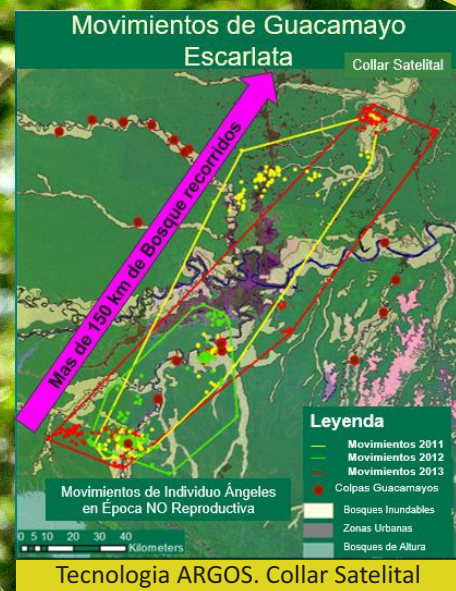 Movimientos de Guacamayo
Escarlata
Collar Satelital
Mas de 150 km de Bosque recorridos
Leyenda
Movimientos 2011
Movimientos 2012
Movimientos 2013
Colpas Guacamayos
Bosques Inundables
Zonas Urbanas
Bosques de Altura
Movimientos de Individuo Ángeles
en Época NO Reproductiva
0 5 10 20 30 40
Kilometers
Tecnologia ARGOS. Collar Satelital